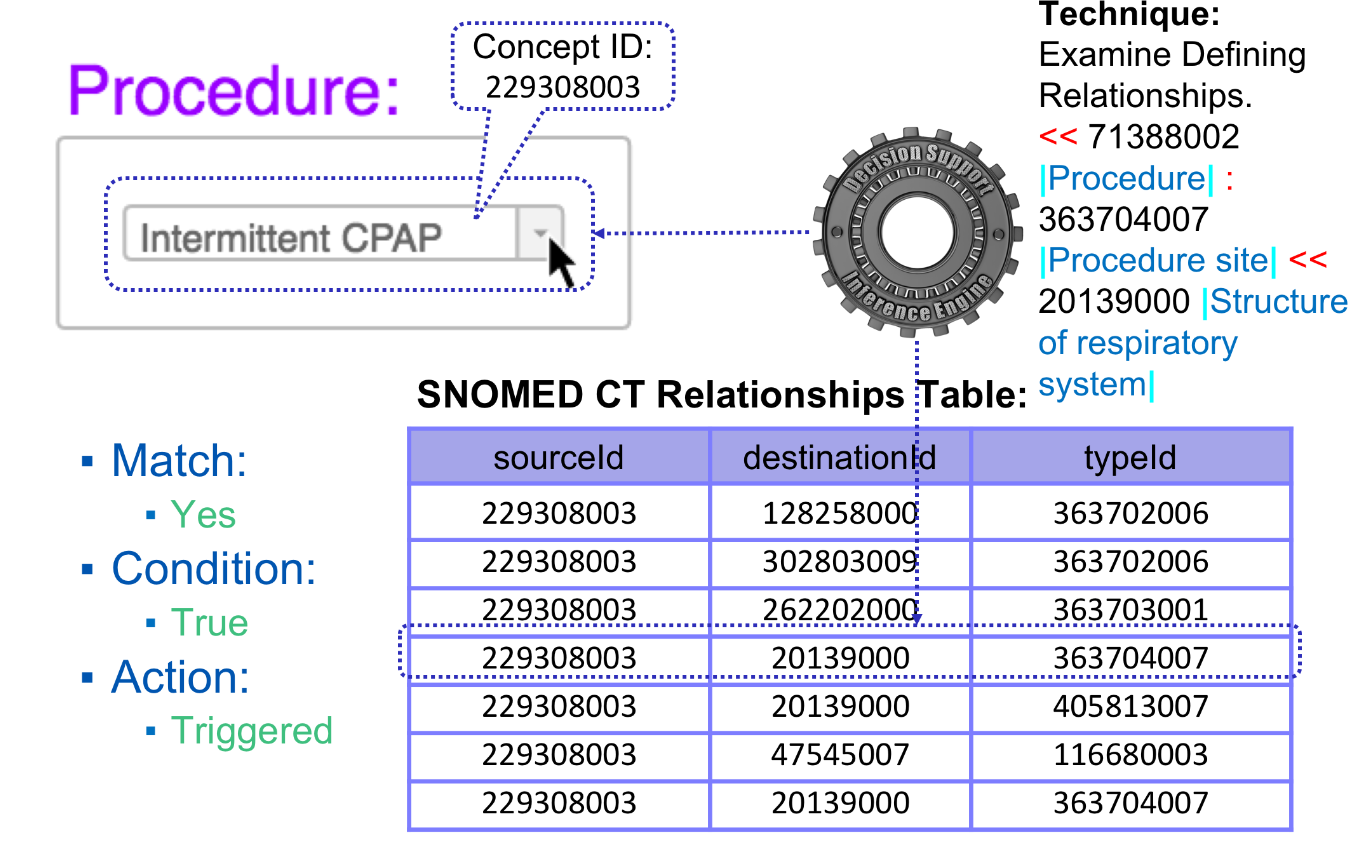 Procedure:
Concept ID:
229308003
Intermittent CPAP
Decision Support
Inference Engine
Technique:
Examine Defining
Relationships.
<< 71388002
|Procedure| :
363704007
|Procedure site| <<
20139000 |Structure
of respiratory
system|
▪ Match:
▪ Yes
▪ Condition:
▪ True
▪ Action:
▪ Triggered
SNOMED CT Relationships Table:
sourceId destinationId typeId
229308003 128258000 363702006
229308003 302803009 363702006
229308003 262202000 363703001
229308003 20139000 363704007
229308003 20139000 405813007
229308003 47545007 116680003
229308003 20139000 363704007